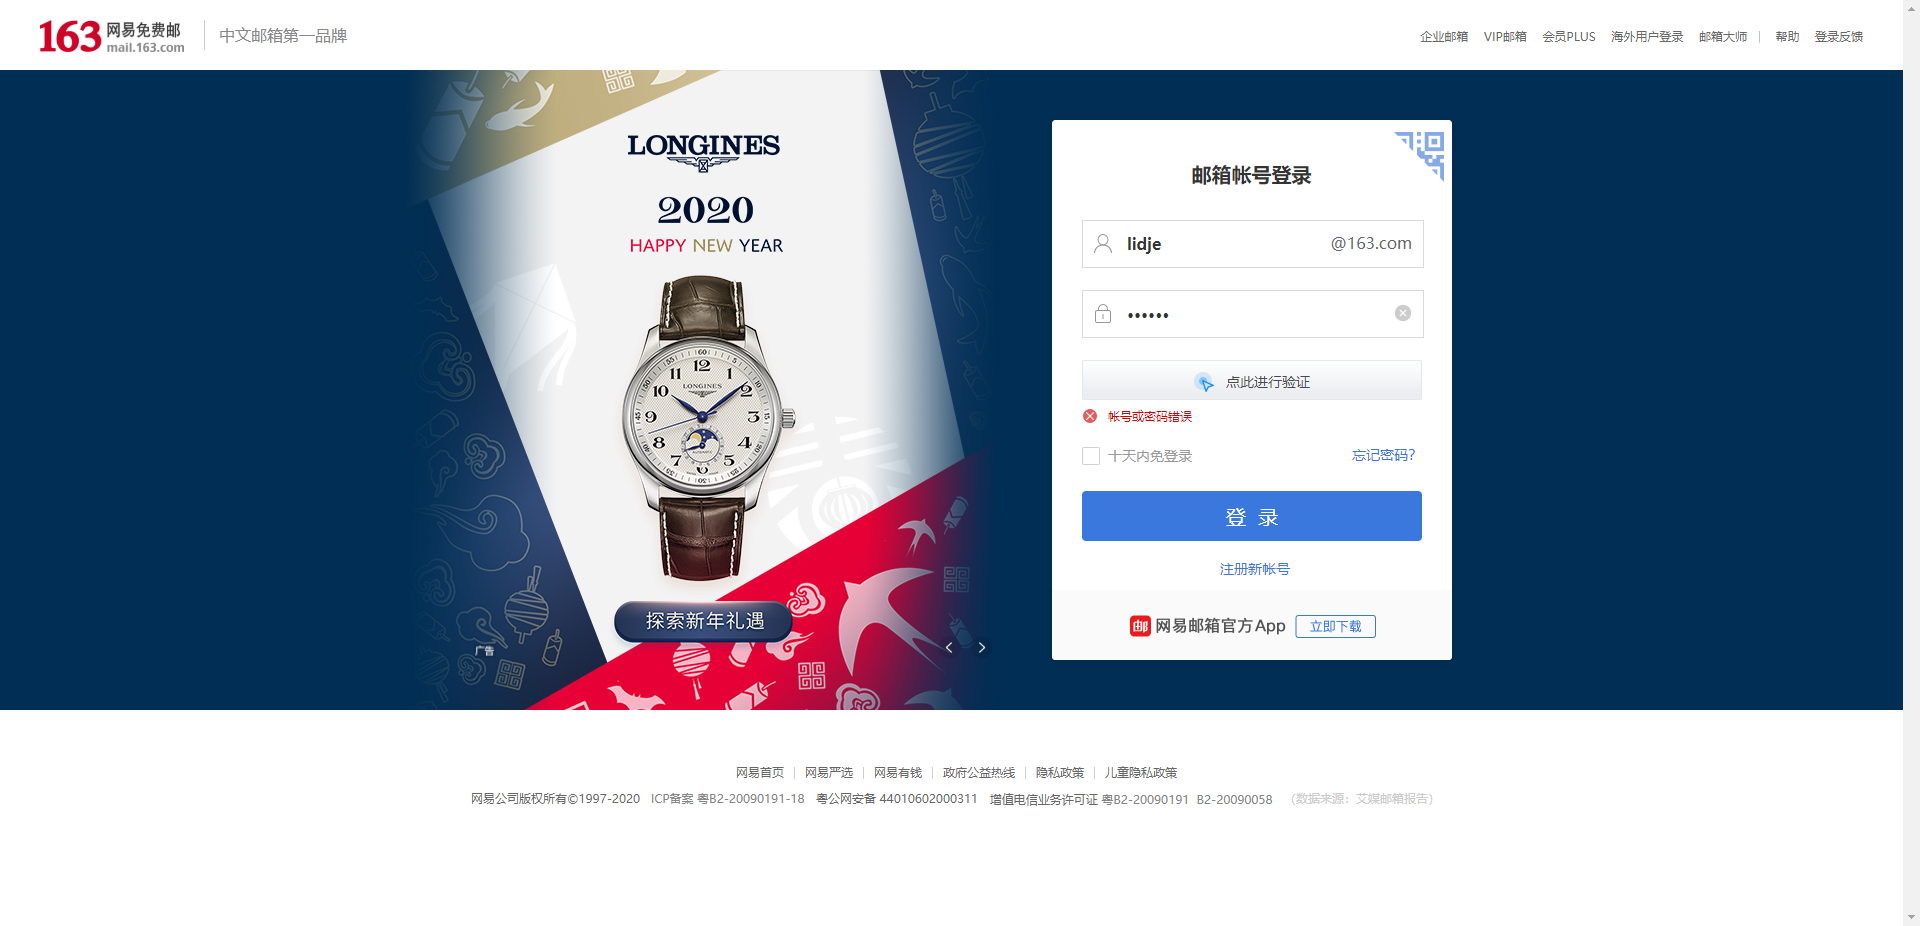 163 网易免费邮
mail.163.com
中文邮箱第一品牌
企业邮箱 VIP邮箱 会员PLUS 海外用户登录 邮箱大师 | 帮助 登录反馈
LONGINES
2020
HAPPY NEW YEAR
LONGINES
AUTOMATIC
探索新年礼遇
广告
邮箱帐号登录
lidje @163.com
••••••
点此进行验证
帐号或密码错误
十天内免登录 忘记密码?
登 录
注册新帐号
网易邮箱官方App 立即下载
网易首页 | 网易严选 | 网易有钱 | 政府公益热线 | 隐私政策 | 儿童隐私政策
网易公司版权所有©1997-2020 ICP备案 粤B2-20090191-18 粤公网安备 44010602000311 增值电信业务许可证 粤B2-20090191 B2-20090058 （数据来源：艾媒邮箱报告）